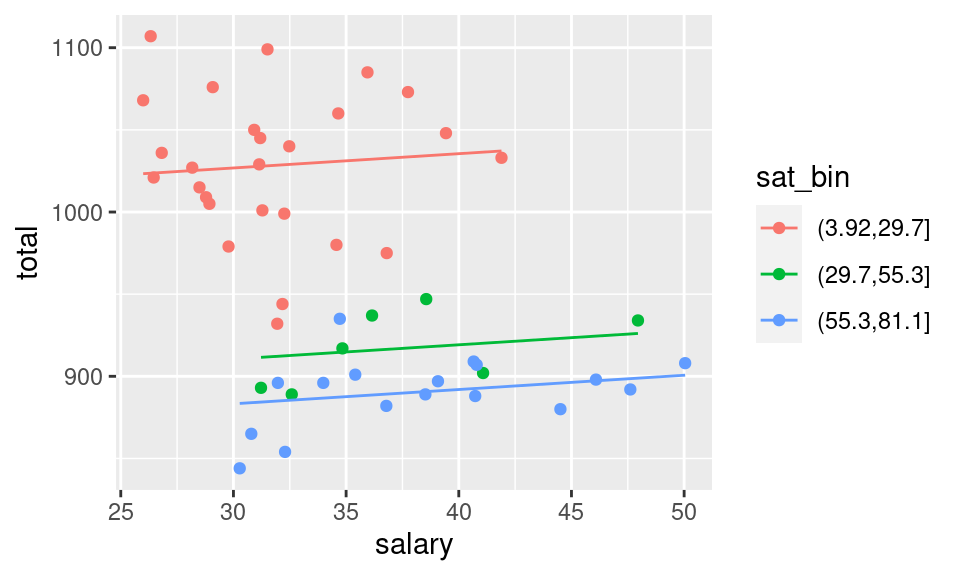 1100
1000
900
total
25 30 35 40 45 50
salary
sat_bin
(3.92,29.7]
(29.7,55.3]
(55.3,81.1]